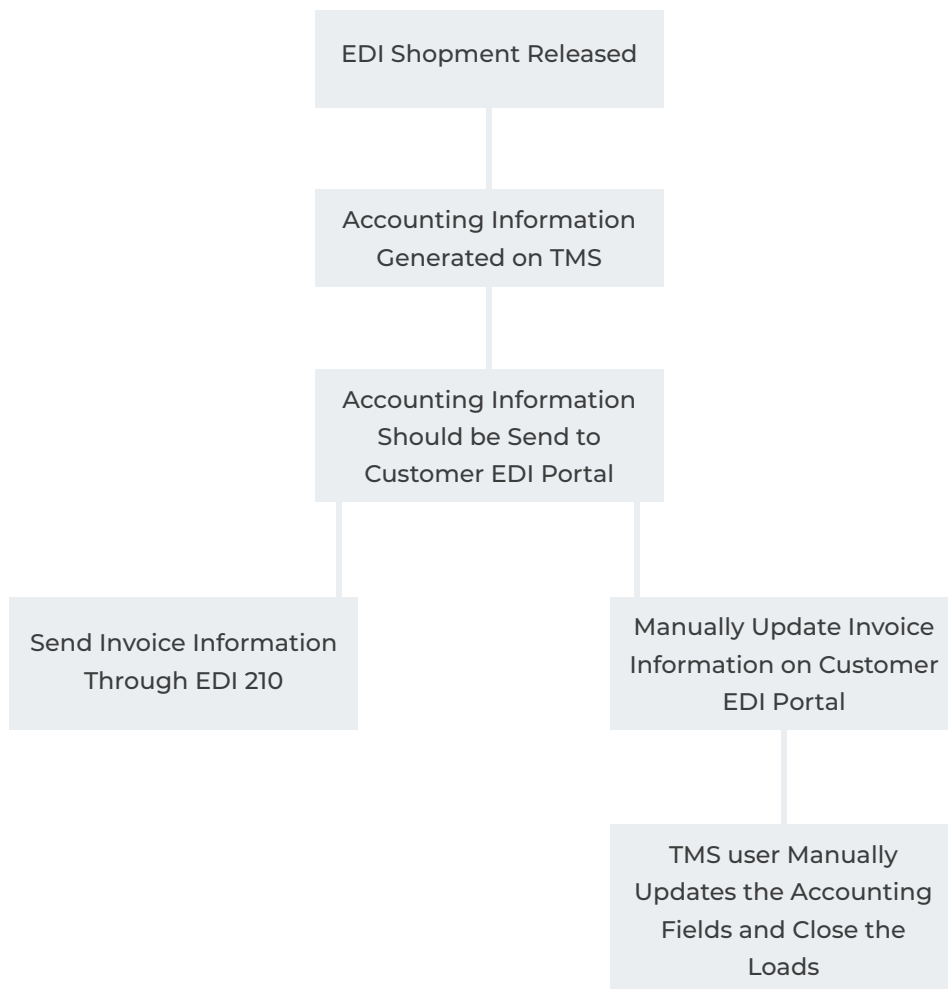 EDI Shopment Released
Accounting Information
Generated on TMS
Accounting Information
Should be Send to
Customer EDI Portal
Send Invoice Information
Through EDI 210
Manually Update Invoice
Information on Customer
EDI Portal
TMS user Manually
Updates the Accounting
Fields and Close the
Loads